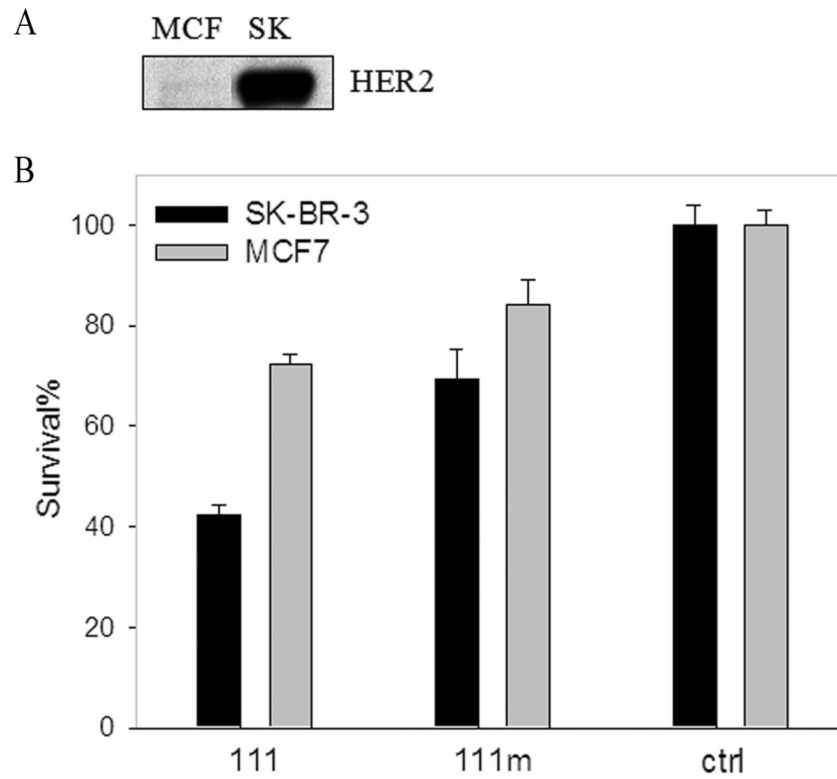 A
MCF SK
HER2
B
SK-BR-3
MCF7
100
80
60
40
20
0
Survival%
111 111m ctrl